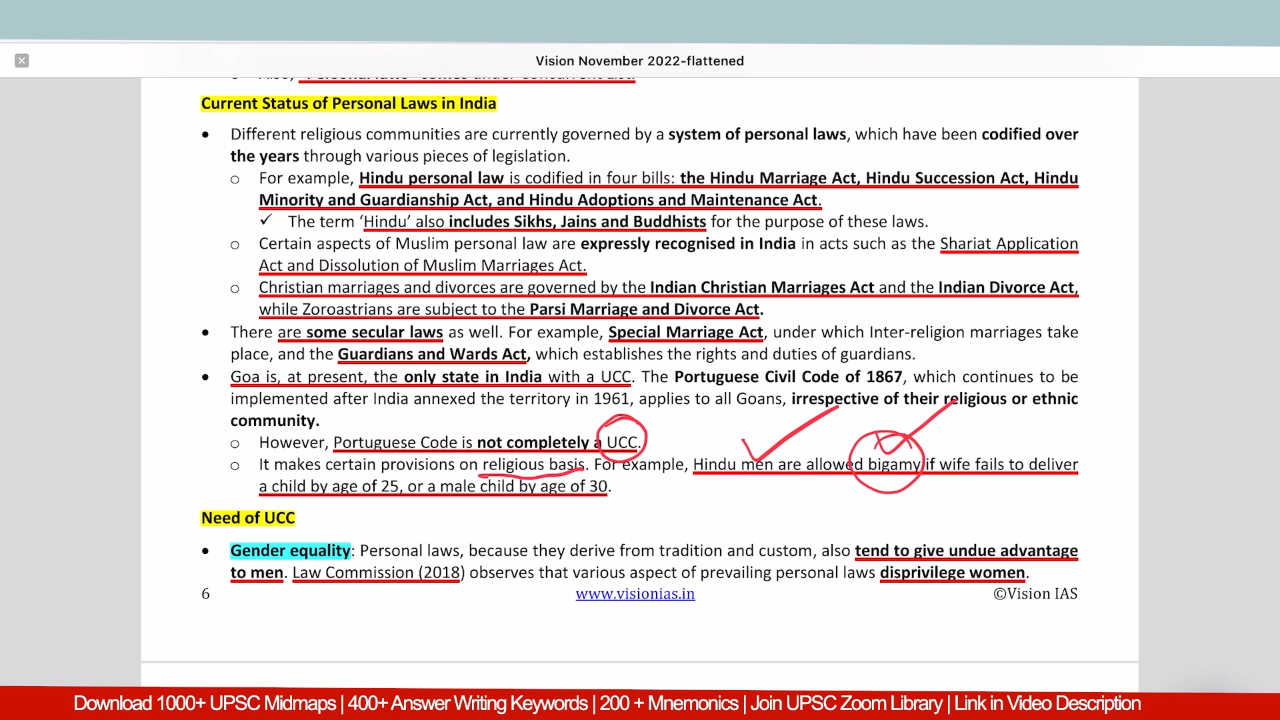 Vision November 2022-flattened
Current Status of Personal Laws in India
• Different religious communities are currently governed by a system of personal laws, which have been codified over
the years through various pieces of legislation.
o For example, Hindu personal law is codified in four bills: the Hindu Marriage Act, Hindu Succession Act, Hindu
Minority and Guardianship Act, and Hindu Adoptions and Maintenance Act.
✓ The term ‘Hindu’ also includes Sikhs, Jains and Buddhists for the purpose of these laws.
o Certain aspects of Muslim personal law are expressly recognised in India in acts such as the Shariat Application
Act and Dissolution of Muslim Marriages Act.
o Christian marriages and divorces are governed by the Indian Christian Marriages Act and the Indian Divorce Act,
while Zoroastrians are subject to the Parsi Marriage and Divorce Act.
• There are some secular laws as well. For example, Special Marriage Act, under which Inter-religion marriages take
place, and the Guardians and Wards Act, which establishes the rights and duties of guardians.
• Goa is, at present, the only state in India with a UCC. The Portuguese Civil Code of 1867, which continues to be
implemented after India annexed the territory in 1961, applies to all Goans, irrespective of their religious or ethnic
community.
o However, Portuguese Code is not completely a UCC.
o It makes certain provisions on religious basis. For example, Hindu men are allowed bigamy if wife fails to deliver
a child by age of 25, or a male child by age of 30.
Need of UCC
• Gender equality: Personal laws, because they derive from tradition and custom, also tend to give undue advantage
to men. Law Commission (2018) observes that various aspect of prevailing personal laws disprivilege women.
6 www.visionias.in ©Vision IAS
Download 1000+ UPSC Midmaps | 400+ Answer Writing Keywords | 200 + Mnemonics | Join UPSC Zoom Library | Link in Video Description